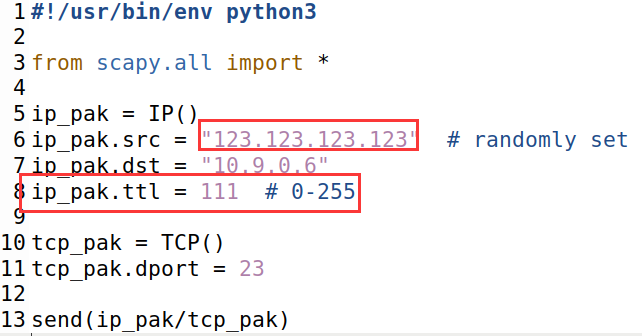 1 #!/usr/bin/env python3
2
3 from scapy.all import *
4
5 ip_pak = IP()
6 ip_pak.src = "123.123.123.123"  # randomly set
7 ip_pak.dst = "10.9.0.6"
8 ip_pak.ttl = 111  # 0-255
9
10 tcp_pak = TCP()
11 tcp_pak.dport = 23
12
13 send(ip_pak/tcp_pak)